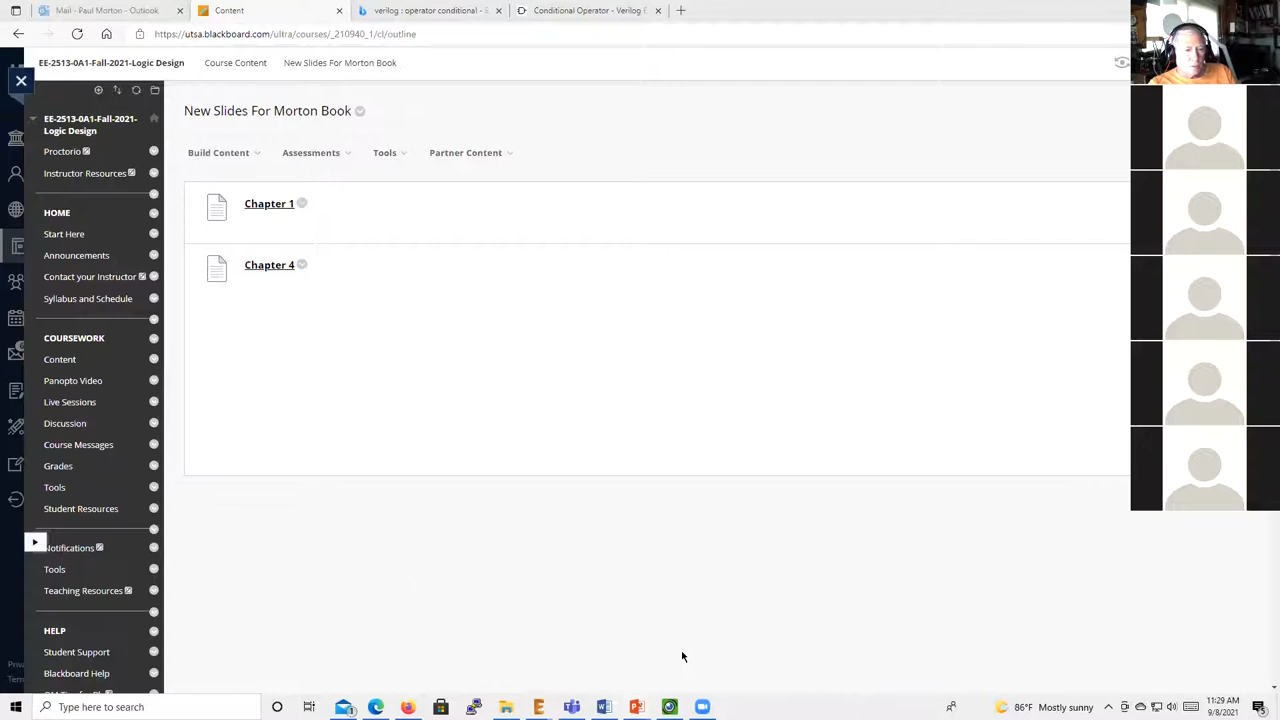 Mail - Paul Morton - Outlook
Content
verilog : operator conditional - B
Conditional Operator - Verilog E
https://utsa.blackboard.com/ultra/courses/_210940_1/cl/outline
EE-2513-0A1-Fall-2021-Logic Design
Course Content
New Slides For Morton Book
EE-2513-0A1-Fall-2021-
Logic Design
Proctorio
Instructor Resources
HOME
Start Here
Announcements
Contact your Instructor
Syllabus and Schedule
COURSEWORK
Content
Panopto Video
Live Sessions
Discussion
Course Messages
Grades
Tools
Student Resources
Notifications
Tools
Teaching Resources
HELP
Student Support
Blackboard Help
New Slides For Morton Book
Build Content
Assessments
Tools
Partner Content
Chapter 1
Chapter 4
Priva
Term
Type here to search
86°F Mostly sunny
11:29 AM
9/8/2021